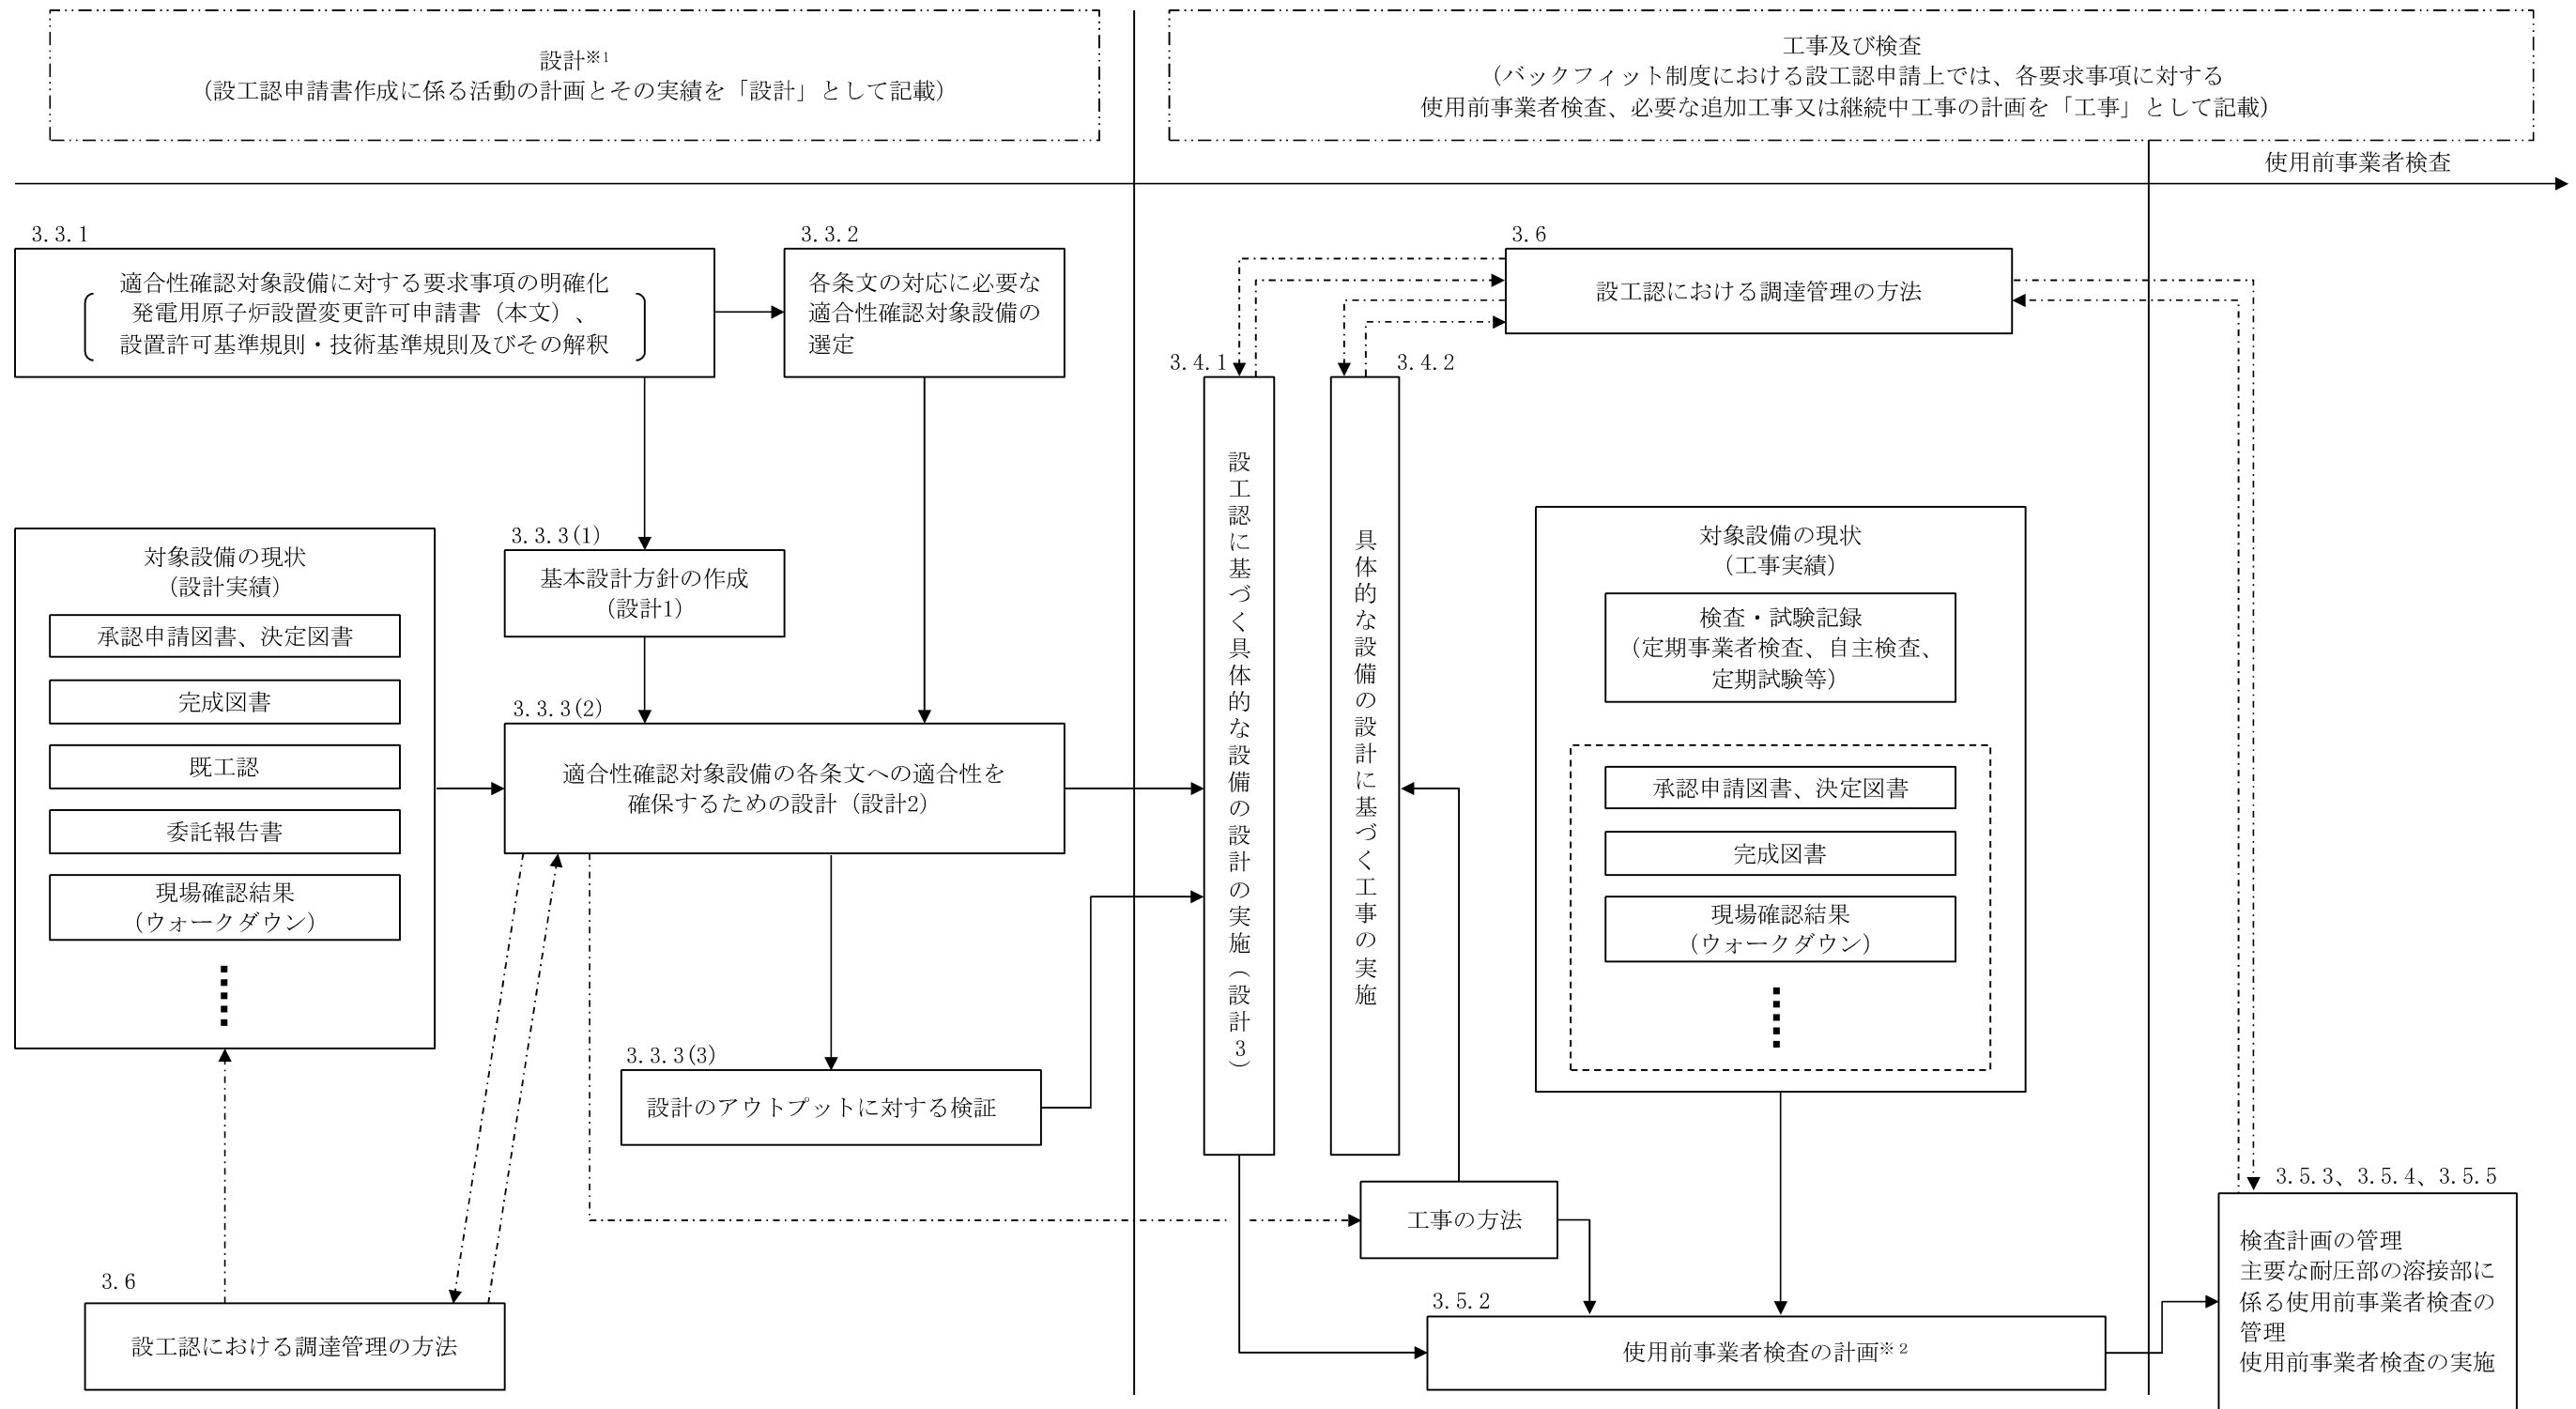 設計※1
（設工認申請書作成に係る活動の計画とその実績を「設計」として記載）
工事及び検査
（バックフィット制度における設工認申請上では、各要求事項に対する
使用前事業者検査、必要な追加工事又は継続中工事の計画を「工事」として記載）
使用前事業者検査
3.3.1
適合性確認対象設備に対する要求事項の明確化
発電用原子炉設置変更許可申請書（本文）、
設置許可基準規則・技術基準規則及びその解釈
3.3.2
各条文の対応に必要な
適合性確認対象設備の
選定
3.6
設工認における調達管理の方法
3.4.1
設工認に基づく具体的な設備の設計の実施（設計3）
3.4.2
具体的な設備の設計に基づく工事の実施
対象設備の現状
（設計実績）
承認申請図書、決定図書
完成図書
既工認
委託報告書
現場確認結果
（ウォークダウン）
3.3.3(1)
基本設計方針の作成
（設計1）
3.3.3(2)
適合性確認対象設備の各条文への適合性を
確保するための設計（設計2）
3.3.3(3)
設計のアウトプットに対する検証
対象設備の現状
（工事実績）
検査・試験記録
（定期事業者検査、自主検査、
定期試験等）
承認申請図書、決定図書
完成図書
現場確認結果
（ウォークダウン）
工事の方法
3.6
設工認における調達管理の方法
3.5.2
使用前事業者検査の計画※2
3.5.3、3.5.4、3.5.5
検査計画の管理
主要な耐圧部の溶接部に
係る使用前事業者検査の
管理
使用前事業者検査の実施